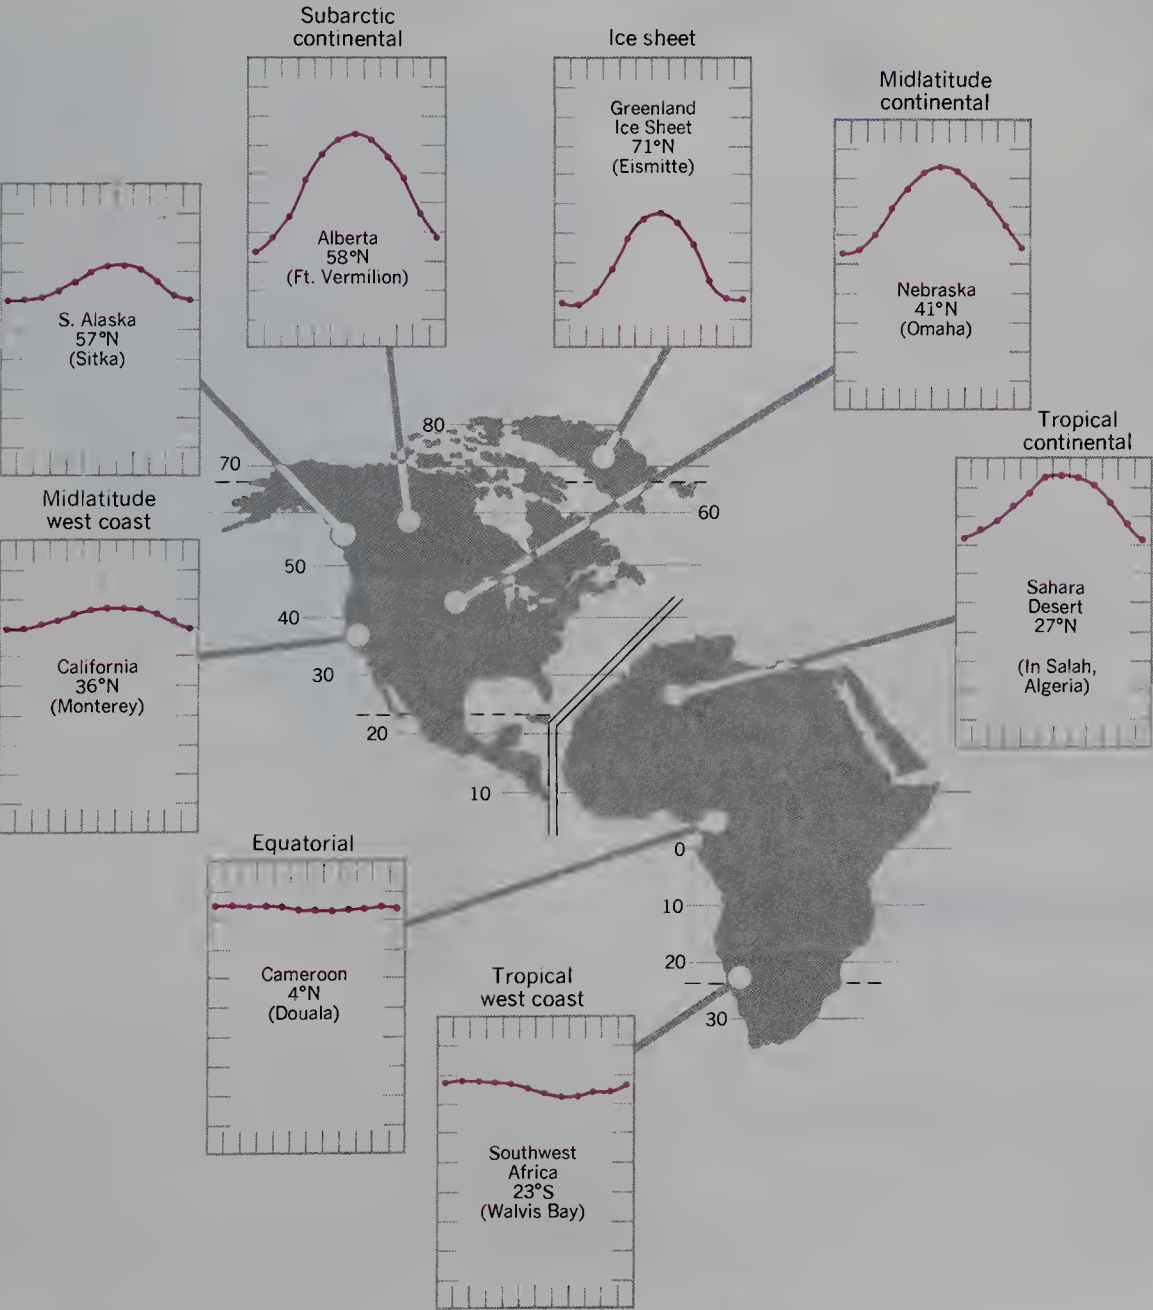 Subarctic
continental
Ice sheet
Midlatitude
continental
Greenland
Ice Sheet
71°N
(Eismitte)
Alberta
58°N
(Ft. Vermilion)
Nebraska
41°N
(Omaha)
S. Alaska
57°N
(Sitka)
Tropical
continental
80
70
60
Midlatitude
west coast
50
40
30
20
10
Sahara
Desert
27°N
(In Salah,
Algeria)
California
36°N
(Monterey)
Equatorial
0
10
20
30
Cameroon
4°N
(Douala)
Tropical
west coast
Southwest
Africa
23°S
(Walvis Bay)